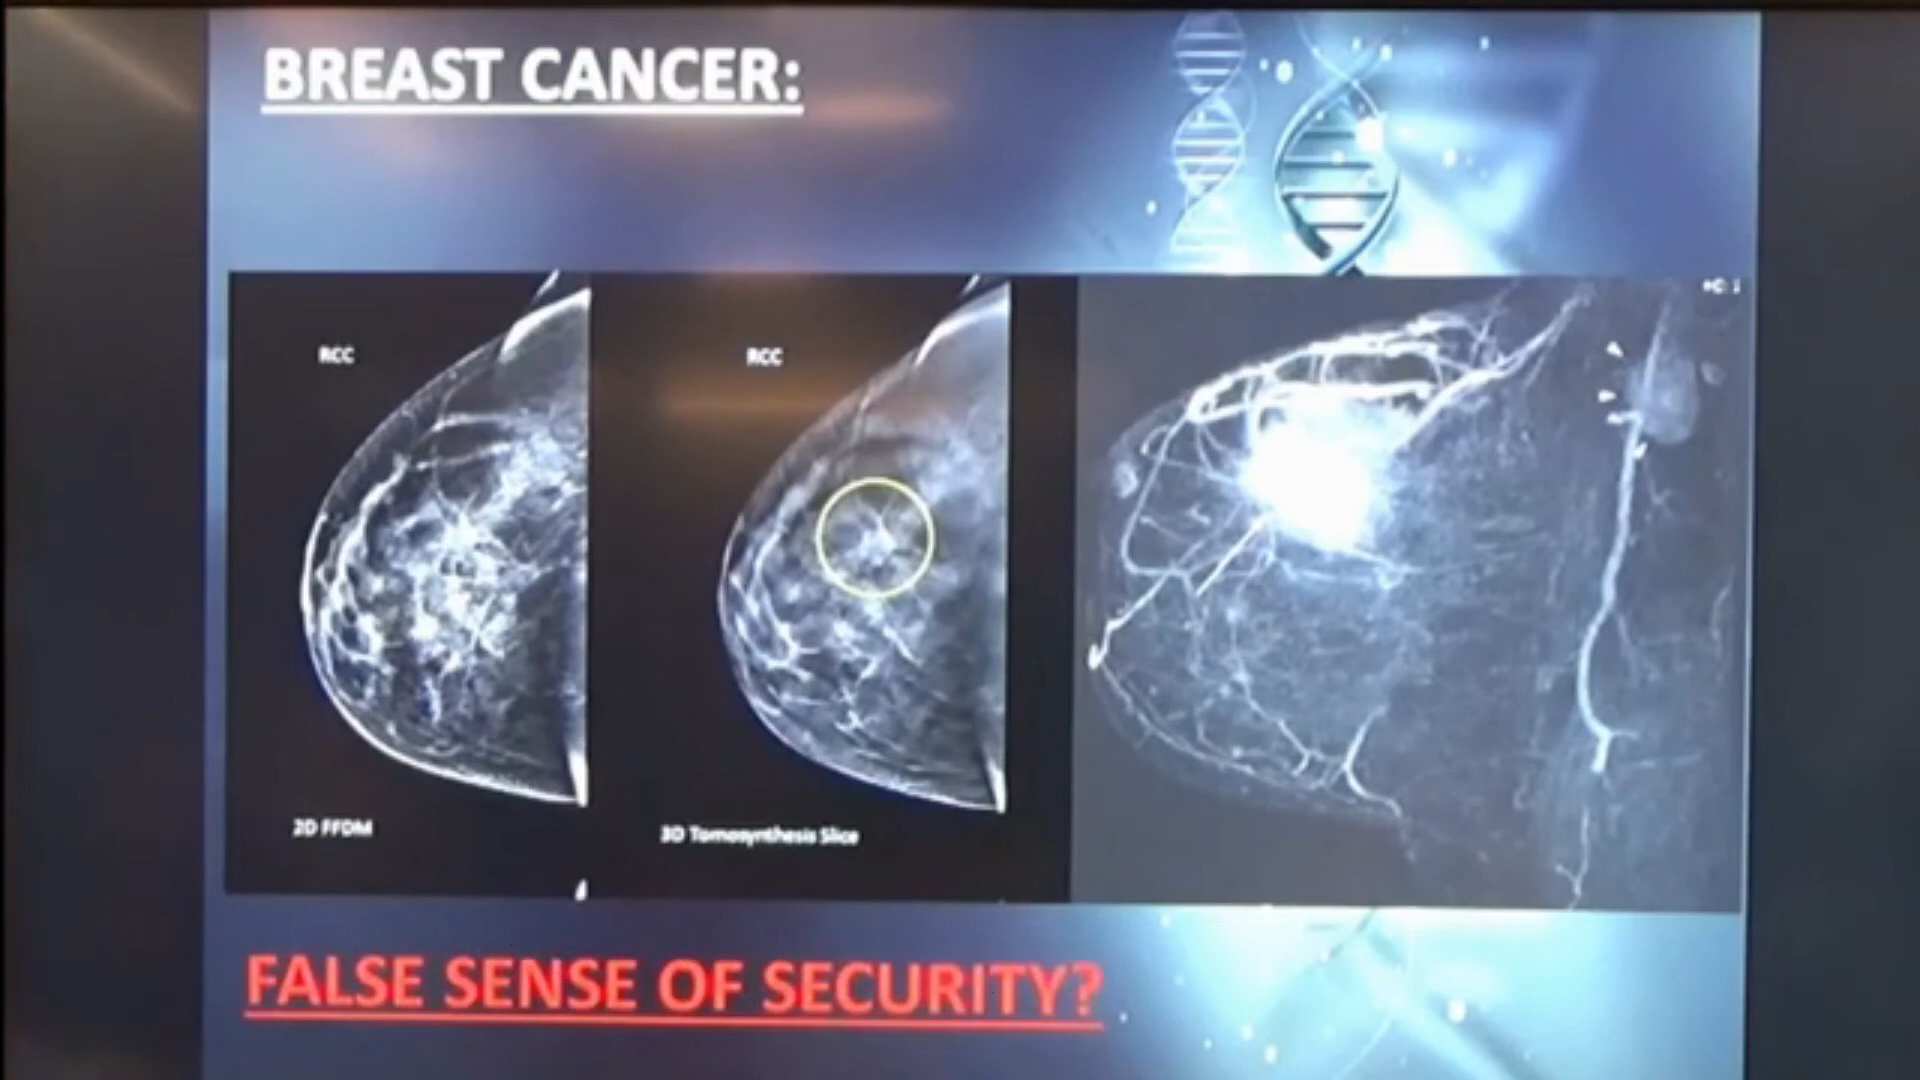 BREAST CANCER:
RCC
RCC
2D FFDM
3D Tomosynthesis Slice
FALSE SENSE OF SECURITY?